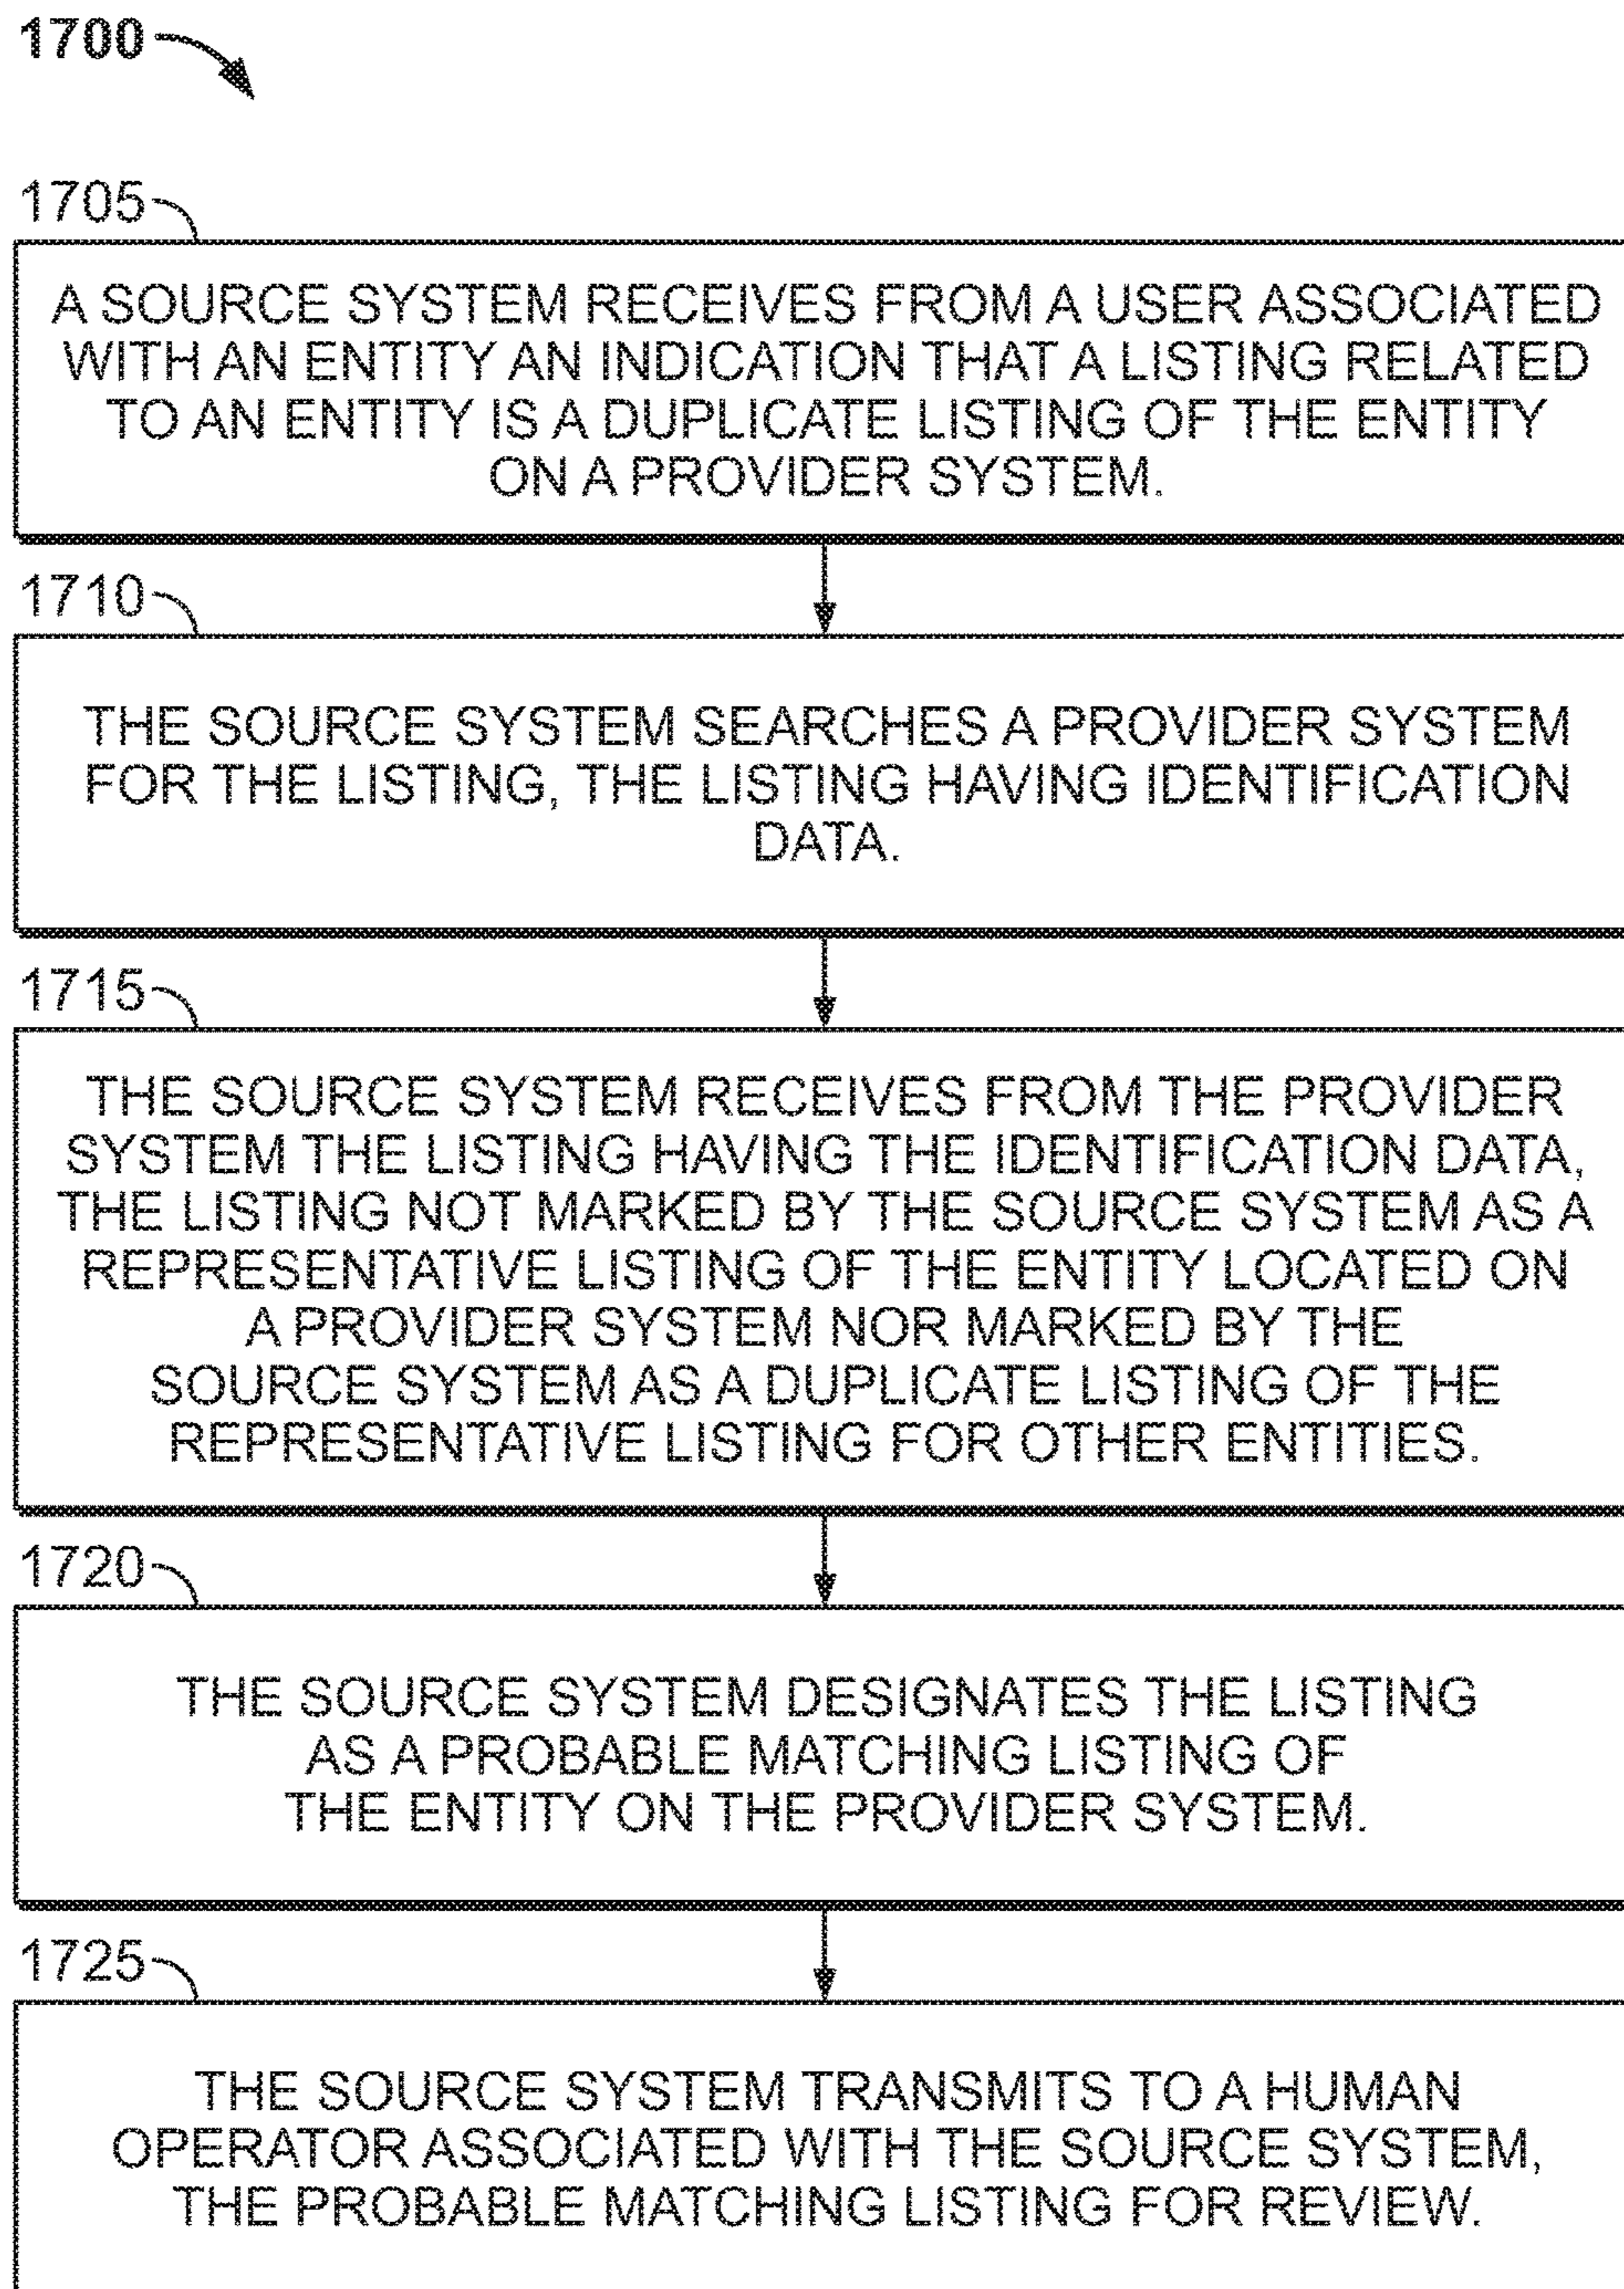 1700
1705
A SOURCE SYSTEM RECEIVES FROM A USER ASSOCIATED
WITH AN ENTITY AN INDICATION THAT A LISTING RELATED
TO AN ENTITY IS A DUPLICATE LISTING OF THE ENTITY
ON A PROVIDER SYSTEM.
1710
THE SOURCE SYSTEM SEARCHES A PROVIDER SYSTEM
FOR THE LISTING, THE LISTING HAVING IDENTIFICATION
DATA.
1715
THE SOURCE SYSTEM RECEIVES FROM THE PROVIDER
SYSTEM THE LISTING HAVING THE IDENTIFICATION DATA,
THE LISTING NOT MARKED BY THE SOURCE SYSTEM AS A
REPRESENTATIVE LISTING OF THE ENTITY LOCATED ON
A PROVIDER SYSTEM NOR MARKED BY THE
SOURCE SYSTEM AS A DUPLICATE LISTING OF THE
REPRESENTATIVE LISTING FOR OTHER ENTITIES.
1720
THE SOURCE SYSTEM DESIGNATES THE LISTING
AS A PROBABLE MATCHING LISTING OF
THE ENTITY ON THE PROVIDER SYSTEM.
1725
THE SOURCE SYSTEM TRANSMITS TO A HUMAN
OPERATOR ASSOCIATED WITH THE SOURCE SYSTEM,
THE PROBABLE MATCHING LISTING FOR REVIEW.